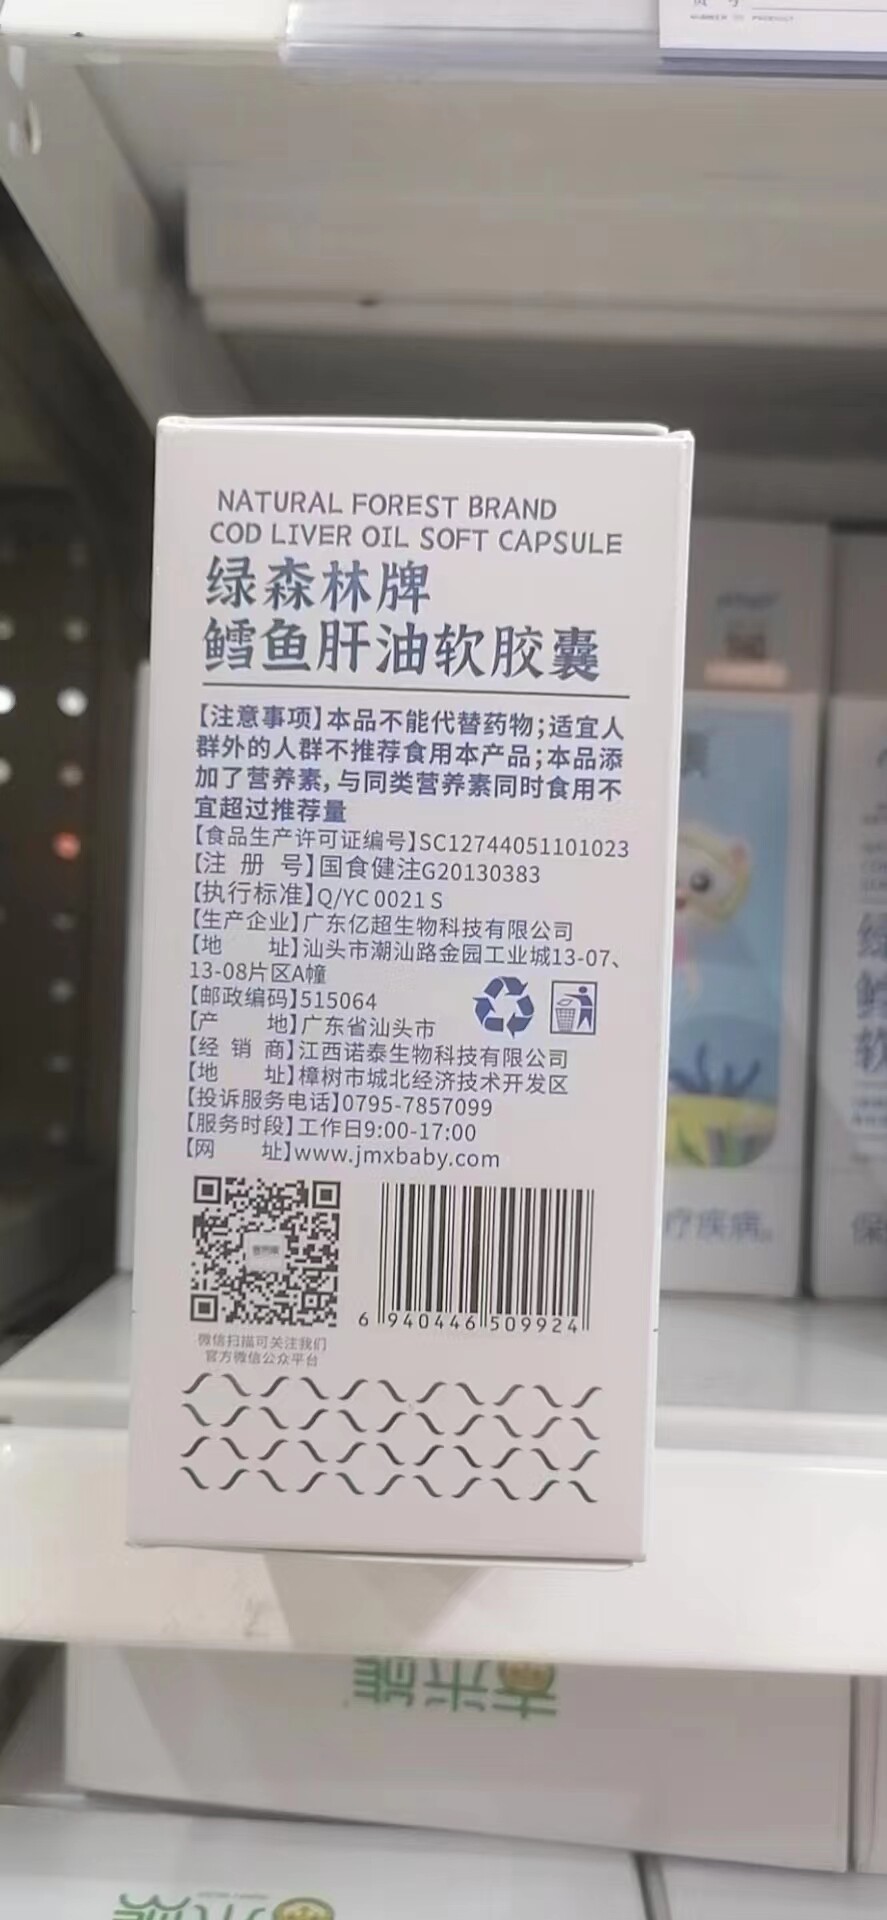 NATURAL FOREST BRAND
COD LIVER OIL SOFT CAPSULE
绿森林牌
鳕鱼肝油软胶囊
【注意事项】本品不能代替药物；适宜人
群外的人群不推荐食用本产品；本品添
加了营养素，与同类营养素同时食用不
宜超过推荐量
【食品生产许可证编号】SC12744051101023
【注 册 号】国食健注G20130383
【执行标准】Q/YC 0021 S
【生产企业】广东亿超生物科技有限公司
【地 址】汕头市潮汕路金园工业城13-07、
13-08片区A幢
【邮政编码】515064
【产 地】广东省汕头市
【经 销 商】江西诺泰生物科技有限公司
【地 址】樟树市城北经济技术开发区
【投诉服务电话】0795-7857099
【服务时段】工作日9:00-17:00
【网 址】www.jmxbaby.com
6 940446 509924
微信扫描可关注我们
官方微信公众平台
疗疾病。
保